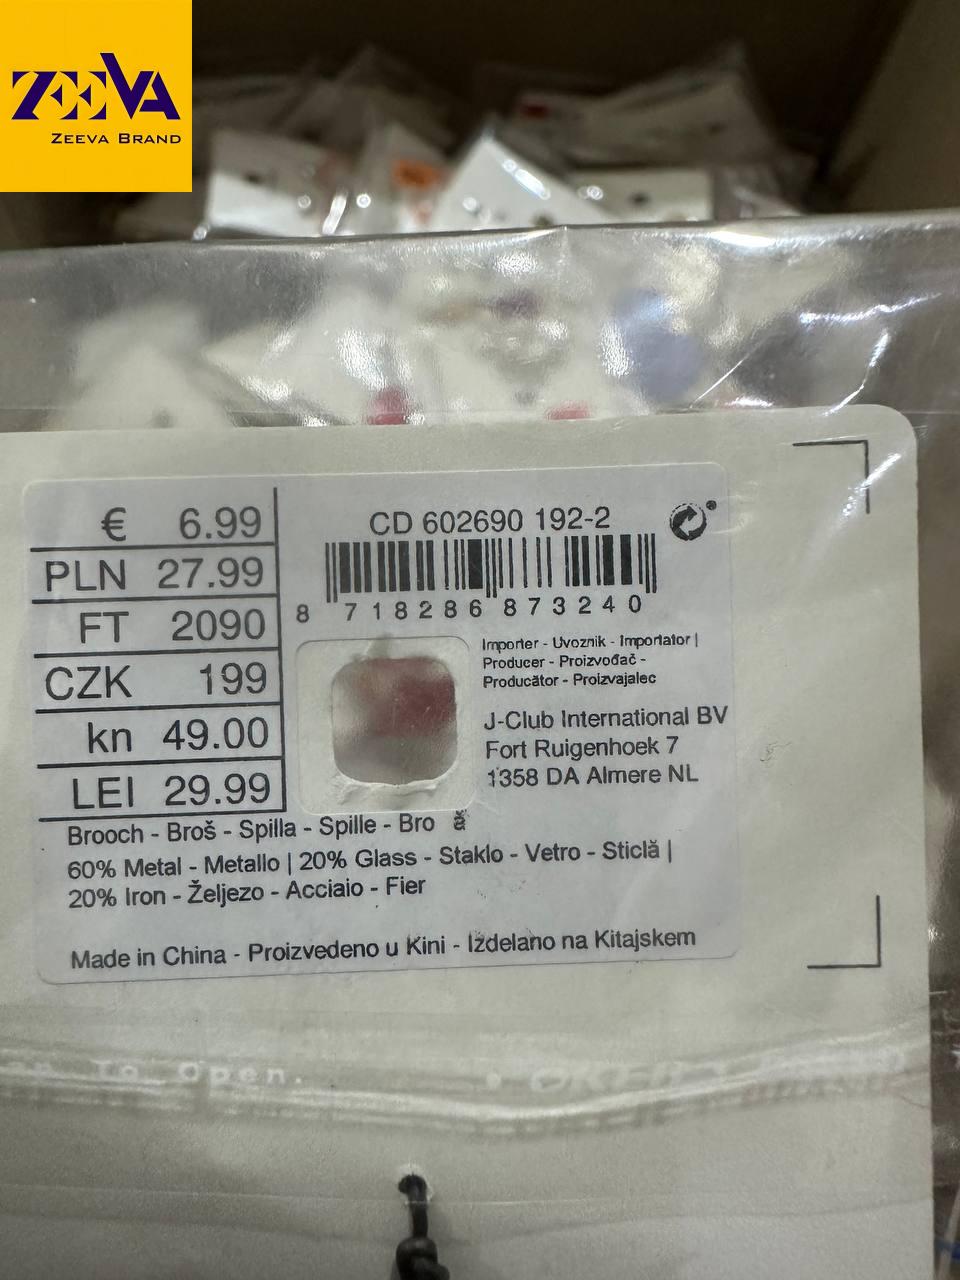 ZEEVA
ZEEVA BRAND
€ 6.99
PLN 27.99
FT 2090
CZK 199
kn 49.00
LEI 29.99
CD 602690 192-2
8 718286 873240
Importer - Uvoznik - Importator |
Producer - Proizvođač -
Producător - Proizvajalec
J-Club International BV
Fort Ruigenhoek 7
1358 DA Almere NL
Brooch - Broš - Spilla - Spille - Bro ă
60% Metal - Metallo | 20% Glass - Staklo - Vetro - Sticlă |
20% Iron - Željezo - Acciaio - Fier
Made in China - Proizvedeno u Kini - Izdelano na Kitajskem
To Open.